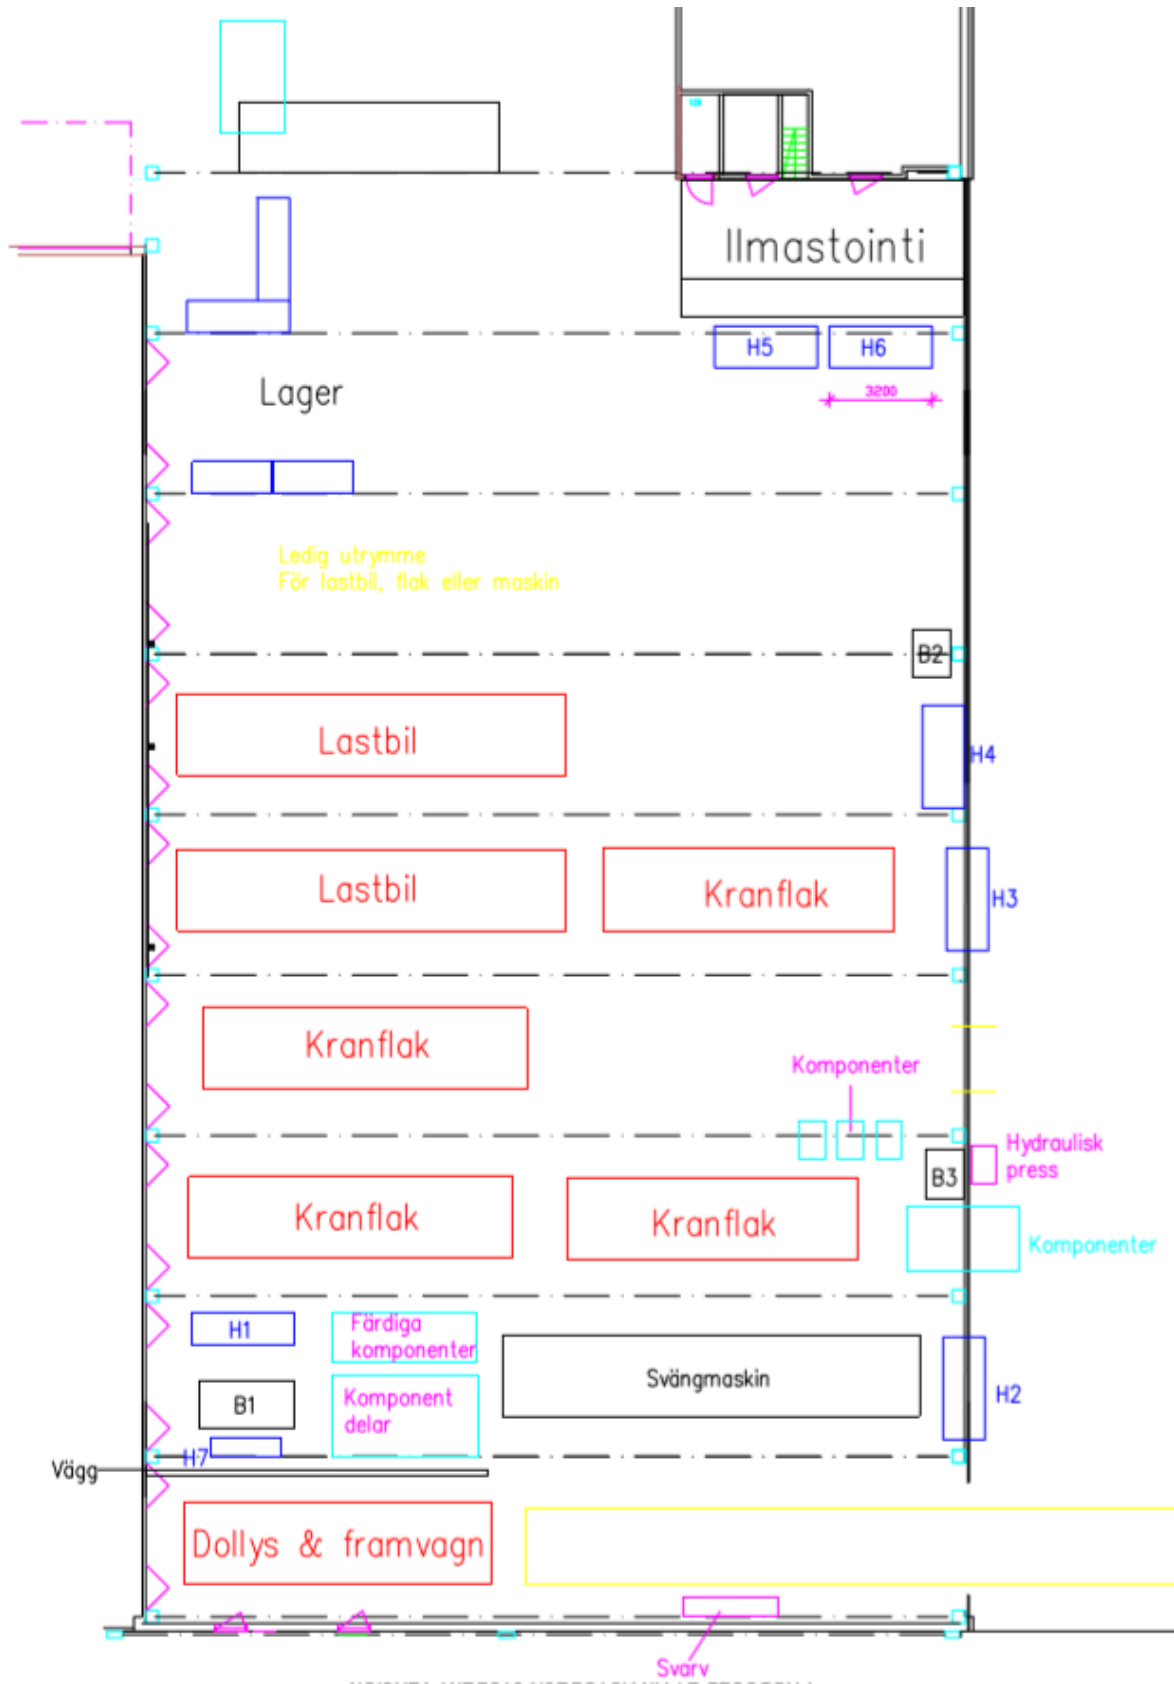 Ilmastointi
H5
H6
3200
Lager
Ledig utrymme
För lastbil, flak eller maskin
B2
Lastbil
H4
Lastbil
Kranflak
H3
Kranflak
Komponenter
Hydraulisk
press
B3
Kranflak
Kranflak
Komponenter
H1
Färdiga
komponenter
Svängmaskin
B1
Komponent
delar
H2
H7
Vägg
Dollys & framvagn
Svarv